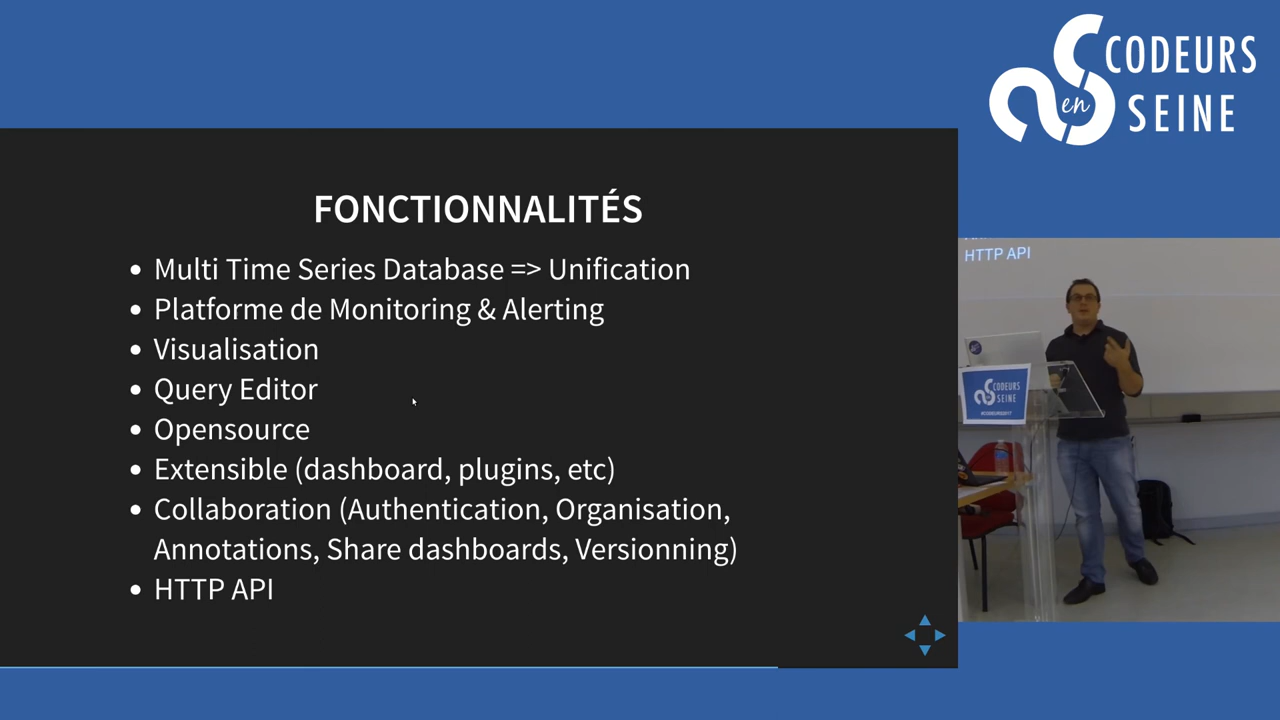 CODEURS
en
SEINE
FONCTIONNALITÉS
Multi Time Series Database => Unification
Platforme de Monitoring & Alerting
Visualisation
Query Editor
Opensource
Extensible (dashboard, plugins, etc)
Collaboration (Authentication, Organisation,
Annotations, Share dashboards, Versionning)
HTTP API
HTTP API
CODEURS
en
SEINE